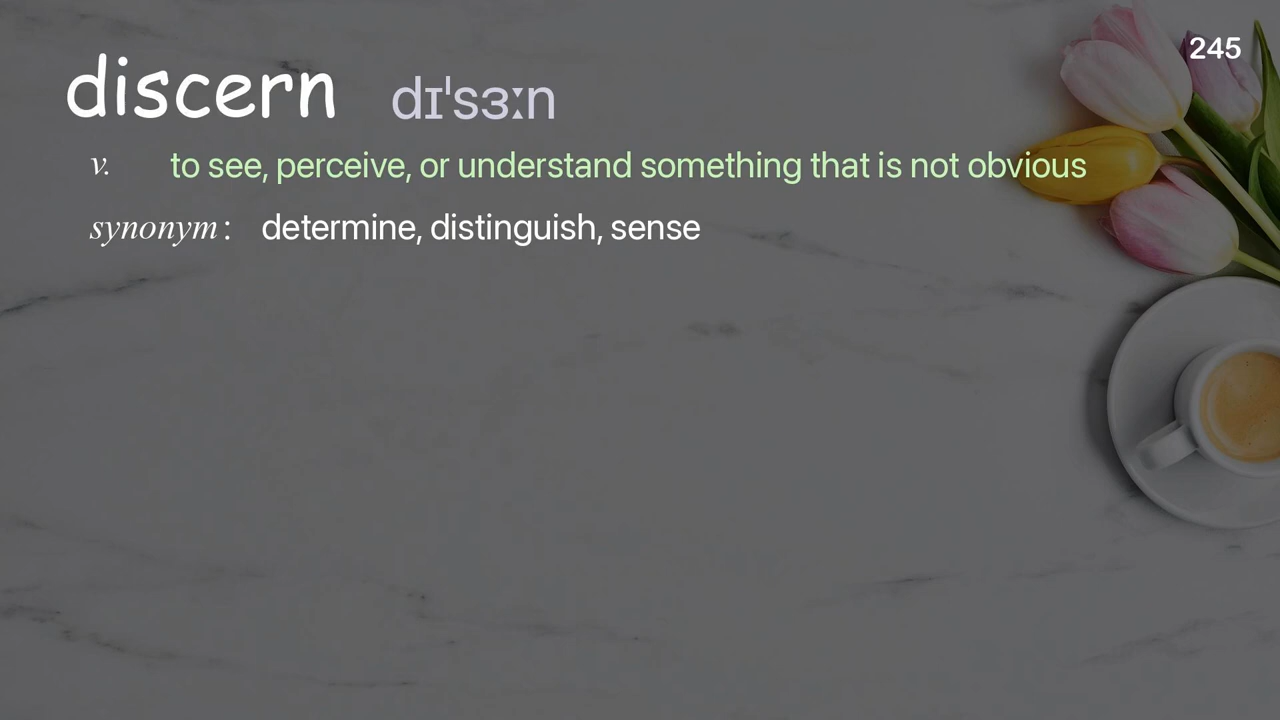 245
discern dɪˈsɜːn
v. to see, perceive, or understand something that is not obvious
synonym: determine, distinguish, sense